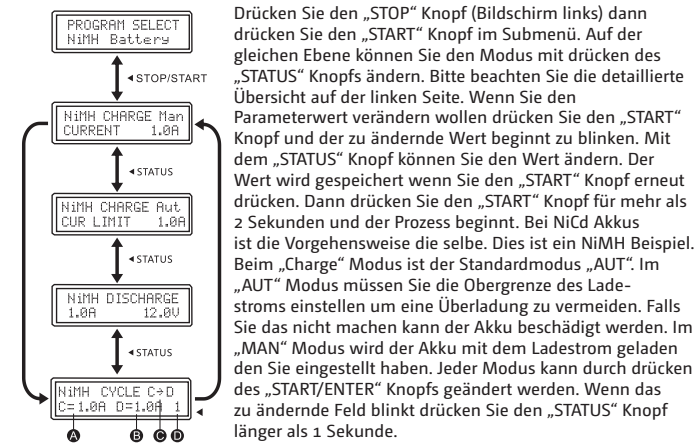 PROGRAM SELECT
NiMH Battery
STOP/START
NiMH CHARGE Man
CURRENT 1.0A
STATUS
NiMH CHARGE Aut
CUR LIMIT 1.0A
STATUS
NiMH DISCHARGE
1.0A 12.0V
STATUS
NiMH CYCLE C→D
C=1.0A D=1.0A 1
A B C D
Drücken Sie den „STOP“ Knopf (Bildschirm links) dann
drücken Sie den „START“ Knopf im Submenü. Auf der
gleichen Ebene können Sie den Modus mit drücken des
„STATUS“ Knopfs ändern. Bitte beachten Sie die detaillierte
Übersicht auf der linken Seite. Wenn Sie den
Parameterwert verändern wollen drücken Sie den „START“
Knopf und der zu ändernde Wert beginnt zu blinken. Mit
dem „STATUS“ Knopf können Sie den Wert ändern. Der
Wert wird gespeichert wenn Sie den „START“ Knopf erneut
drücken. Dann drücken Sie den „START“ Knopf für mehr als
2 Sekunden und der Prozess beginnt. Bei NiCd Akkus
ist die Vorgehensweise die selbe. Dies ist ein NiMH Beispiel.
Beim „Charge“ Modus ist der Standardmodus „AUT“. Im
„AUT“ Modus müssen Sie die Obergrenze des Lade-
stroms einstellen um eine Überladung zu vermeiden. Falls
Sie das nicht machen kann der Akku beschädigt werden. Im
„MAN“ Modus wird der Akku mit dem Ladestrom geladen
den Sie eingestellt haben. Jeder Modus kann durch drücken
des „START/ENTER“ Knopfs geändert werden. Wenn das
zu ändernde Feld blinkt drücken Sie den „STATUS“ Knopf
länger als 1 Sekunde.